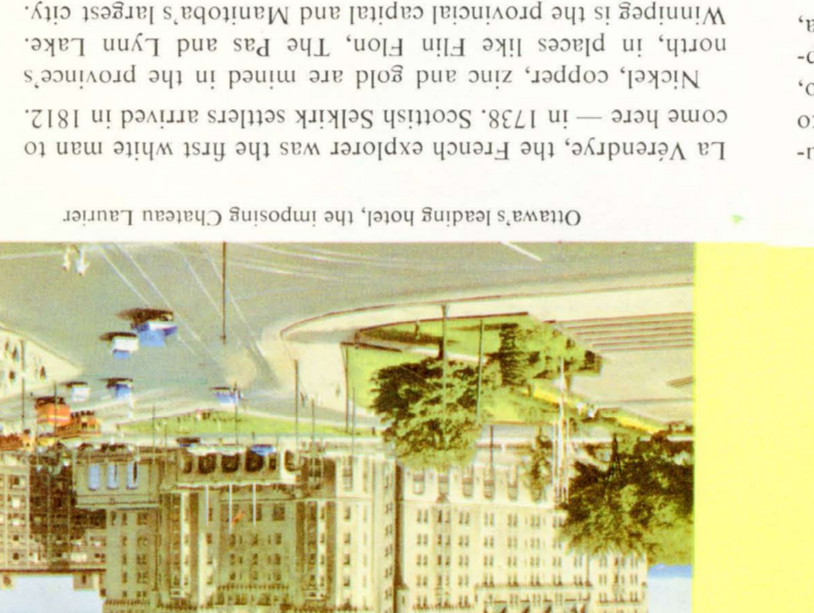 Ottawa's leading hotel, the imposing Chateau Laurier
La Vérendrye, the French explorer was the first white man to
come here — in 1738. Scottish Selkirk settlers arrived in 1812.
Nickel, copper, zinc and gold are mined in the province's
north, in places like Flin Flon, The Pas and Lynn Lake.
Winnipeg is the provincial capital and Manitoba's largest city.